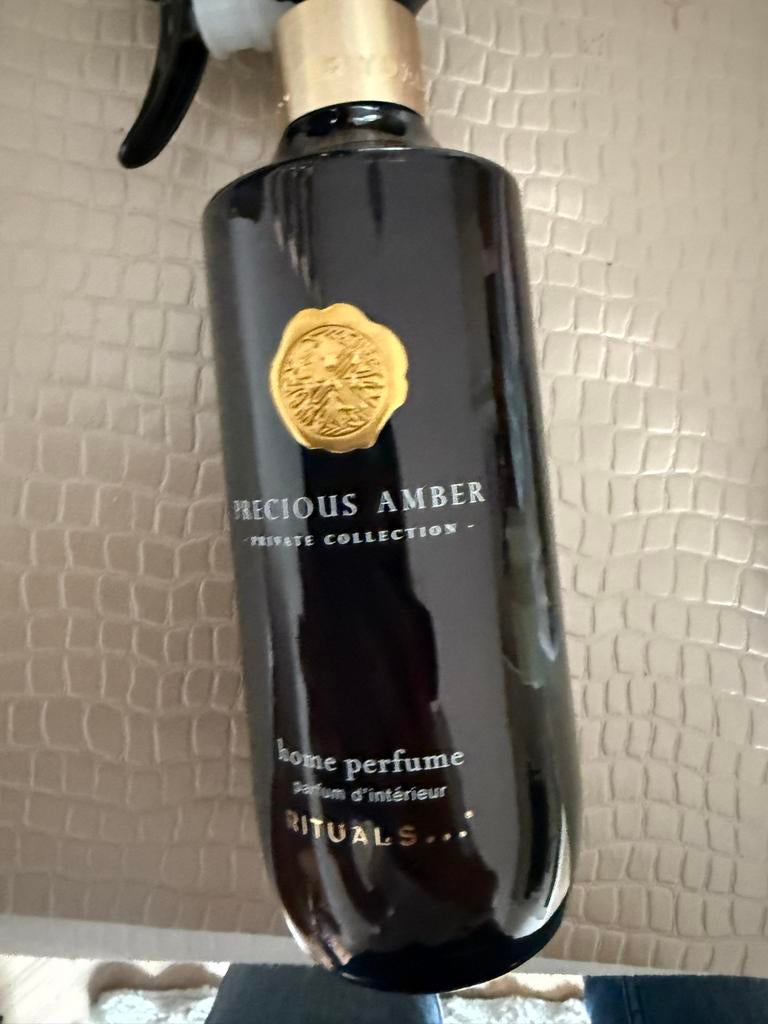 PRECIOUS AMBER
- PRIVATE COLLECTION -
home perfume
parfum d'intérieur
RITUALS...